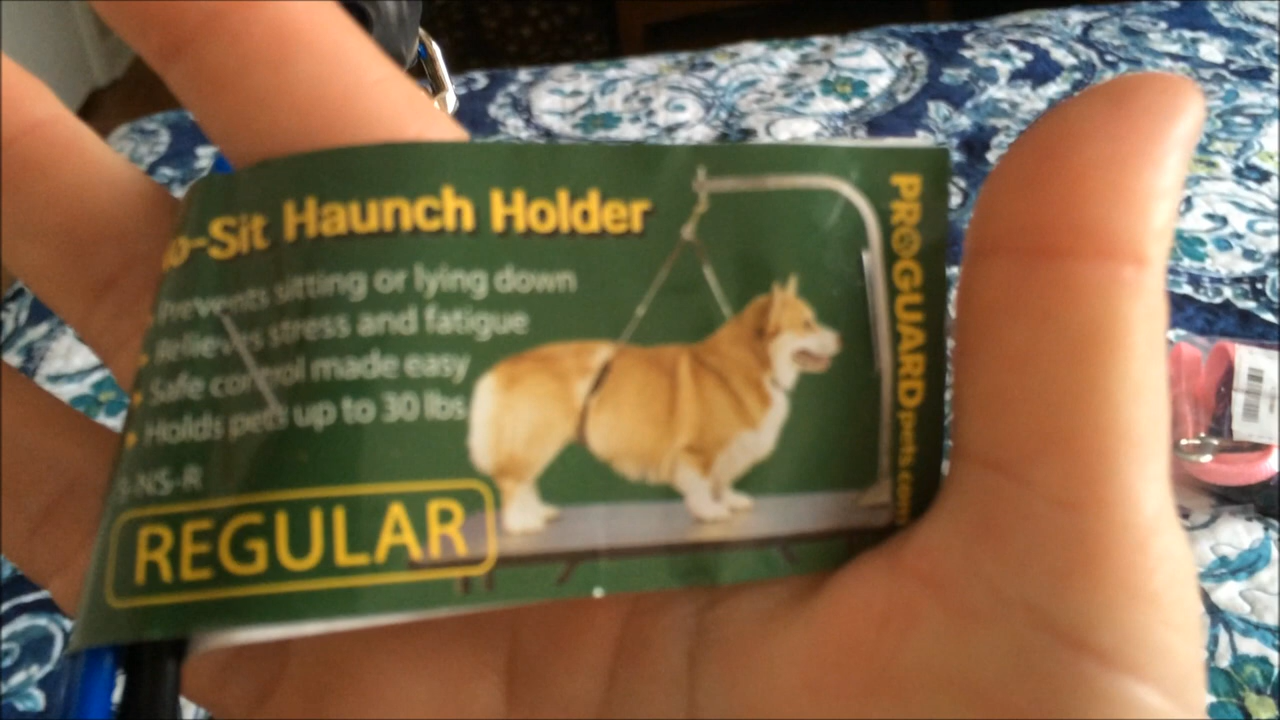 o-Sit Haunch Holder
Prevents sitting or lying down
Relieves stress and fatigue
Safe control made easy
Holds pets up to 30 lbs.
-NS-R
REGULAR
PROGUARDpets.com